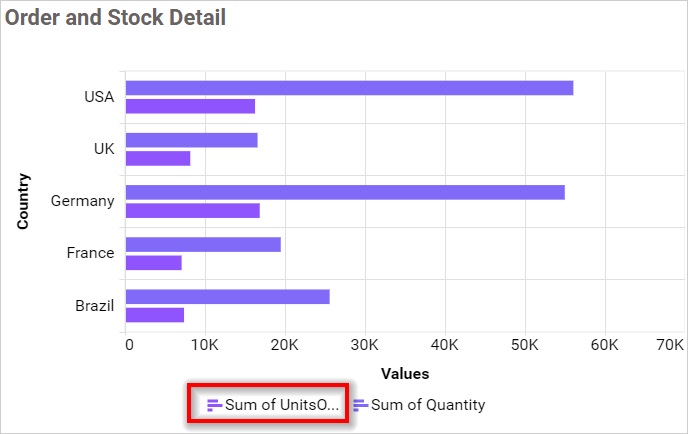 Order and Stock Detail
USA
UK
Germany
France
Brazil
Country
0 10K 20K 30K 40K 50K 60K 70K
Values
Sum of UnitsO... Sum of Quantity